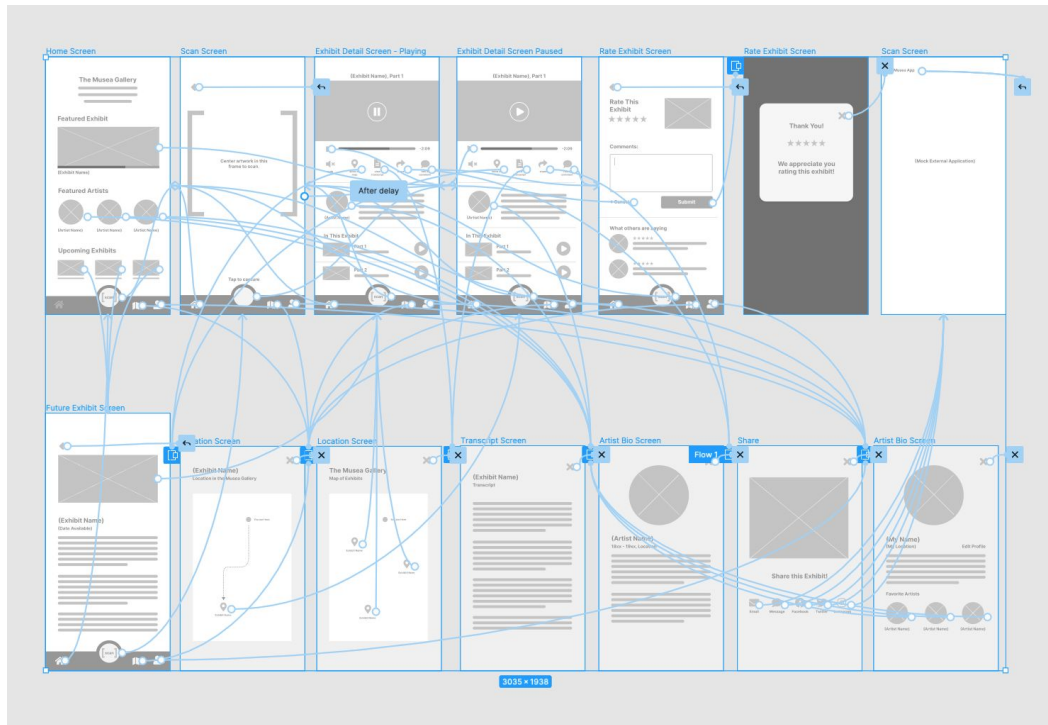 Home Screen
The Musea Gallery
Featured Exhibit
(Exhibit Name)
Featured Artists
(Artist Name) (Artist Name) (Artist Name)
Upcoming Exhibits
Scan Screen
Center artwork in this
frame to scan.
Exhibit Detail Screen - Playing
(Exhibit Name), Part 1
After delay
(Artist Name)
In This Exhibit
Part 1
Part 2
Exhibit Detail Screen Paused
(Exhibit Name), Part 1
(Artist Name)
In This Exhibit
Part 1
Part 2
Rate Exhibit Screen
Rate This
Exhibit
Comments:
Submit
What others are saying
Rate Exhibit Screen
Thank You!
We appreciate you
rating this exhibit!
Scan Screen
(Mock External Application)
Future Exhibit Screen
(Exhibit Name)
(Date Available)
(Exhibit Name)
Location in the Musea Gallery
Location Screen
The Musea Gallery
Map of Exhibits
Transcript Screen
(Exhibit Name)
Transcript
Artist Bio Screen
Flow 1
(Artist Name)
Share
Share this Exhibit!
Email Message Facebook Twitter
Artist Bio Screen
(My Name)
(My Location) Edit Profile
Favorite Artists
(Artist Name) (Artist Name) (Artist Name)
3035 × 1938